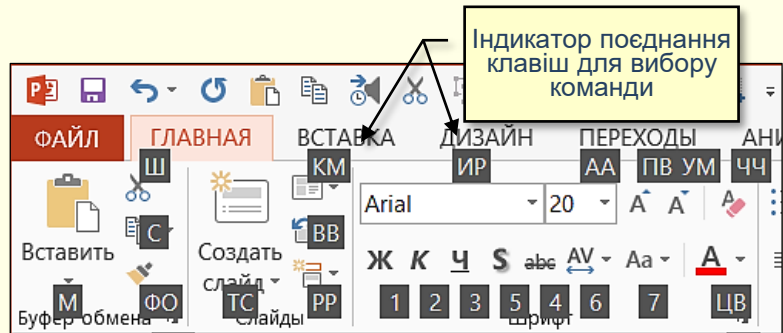 Індикатор поєднання
клавіш для вибору
команди
ФАЙЛ ГЛАВНАЯ ВСТАВКА ДИЗАЙН ПЕРЕХОДЫ АНИ
Ш КМ ИР АА ПВ УМ ЧЧ
Arial 20 A A
С ВВ
Вставить Создать Ж К Ч S abc AV Aa A
слайд
М ФО ТС РР 1 2 3 5 4 6 7 ЦВ
Буфер обмена Слайды Шрифт